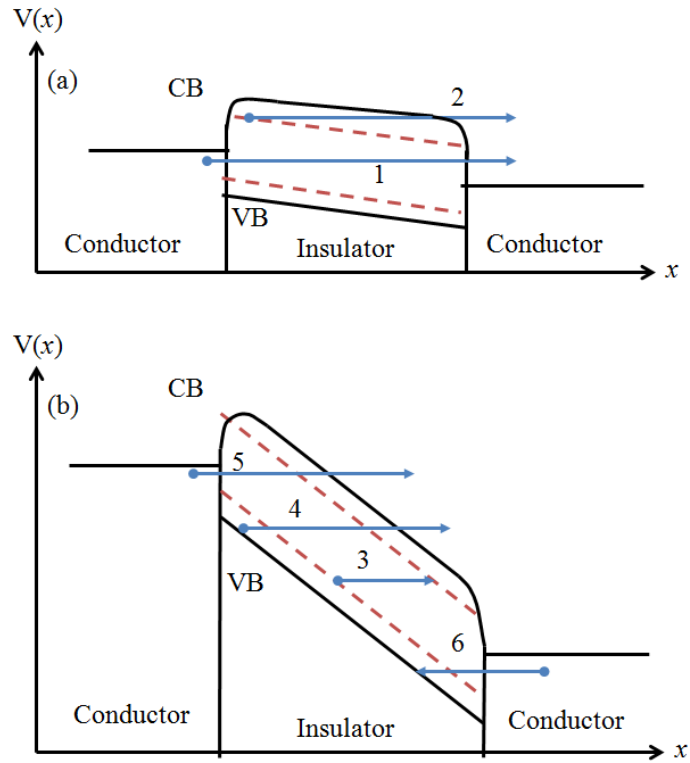 V(x)
(a)
CB
2
1
VB
Conductor
Insulator
Conductor
x
V(x)
(b)
CB
5
4
3
VB
6
Conductor
Insulator
Conductor
x